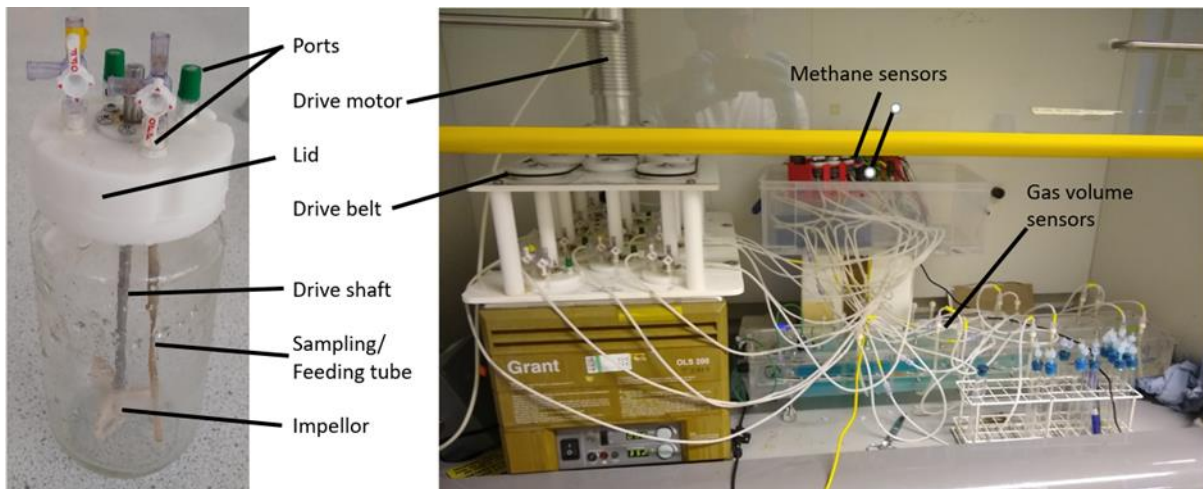 Ports
Drive motor
Lid
Drive belt
Drive shaft
Sampling/
Feeding tube
Impellor
Methane sensors
Gas volume
sensors
Grant
OLS 200